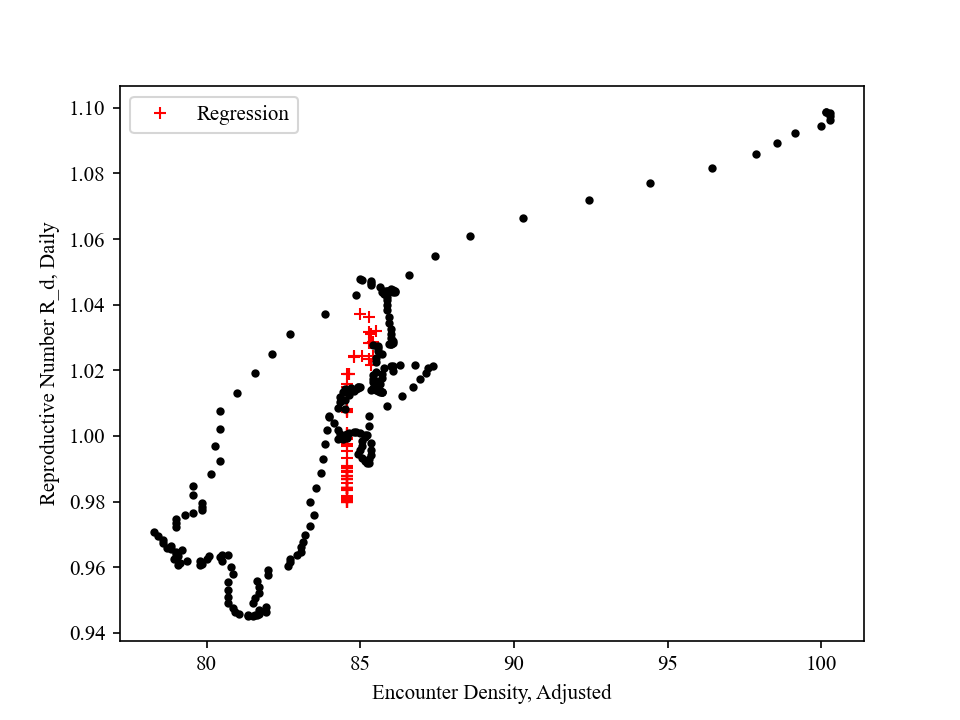 Regression
1.10
1.08
1.06
1.04
1.02
1.00
0.98
0.96
0.94
Reproductive Number R_d, Daily
80 85 90 95 100
Encounter Density, Adjusted